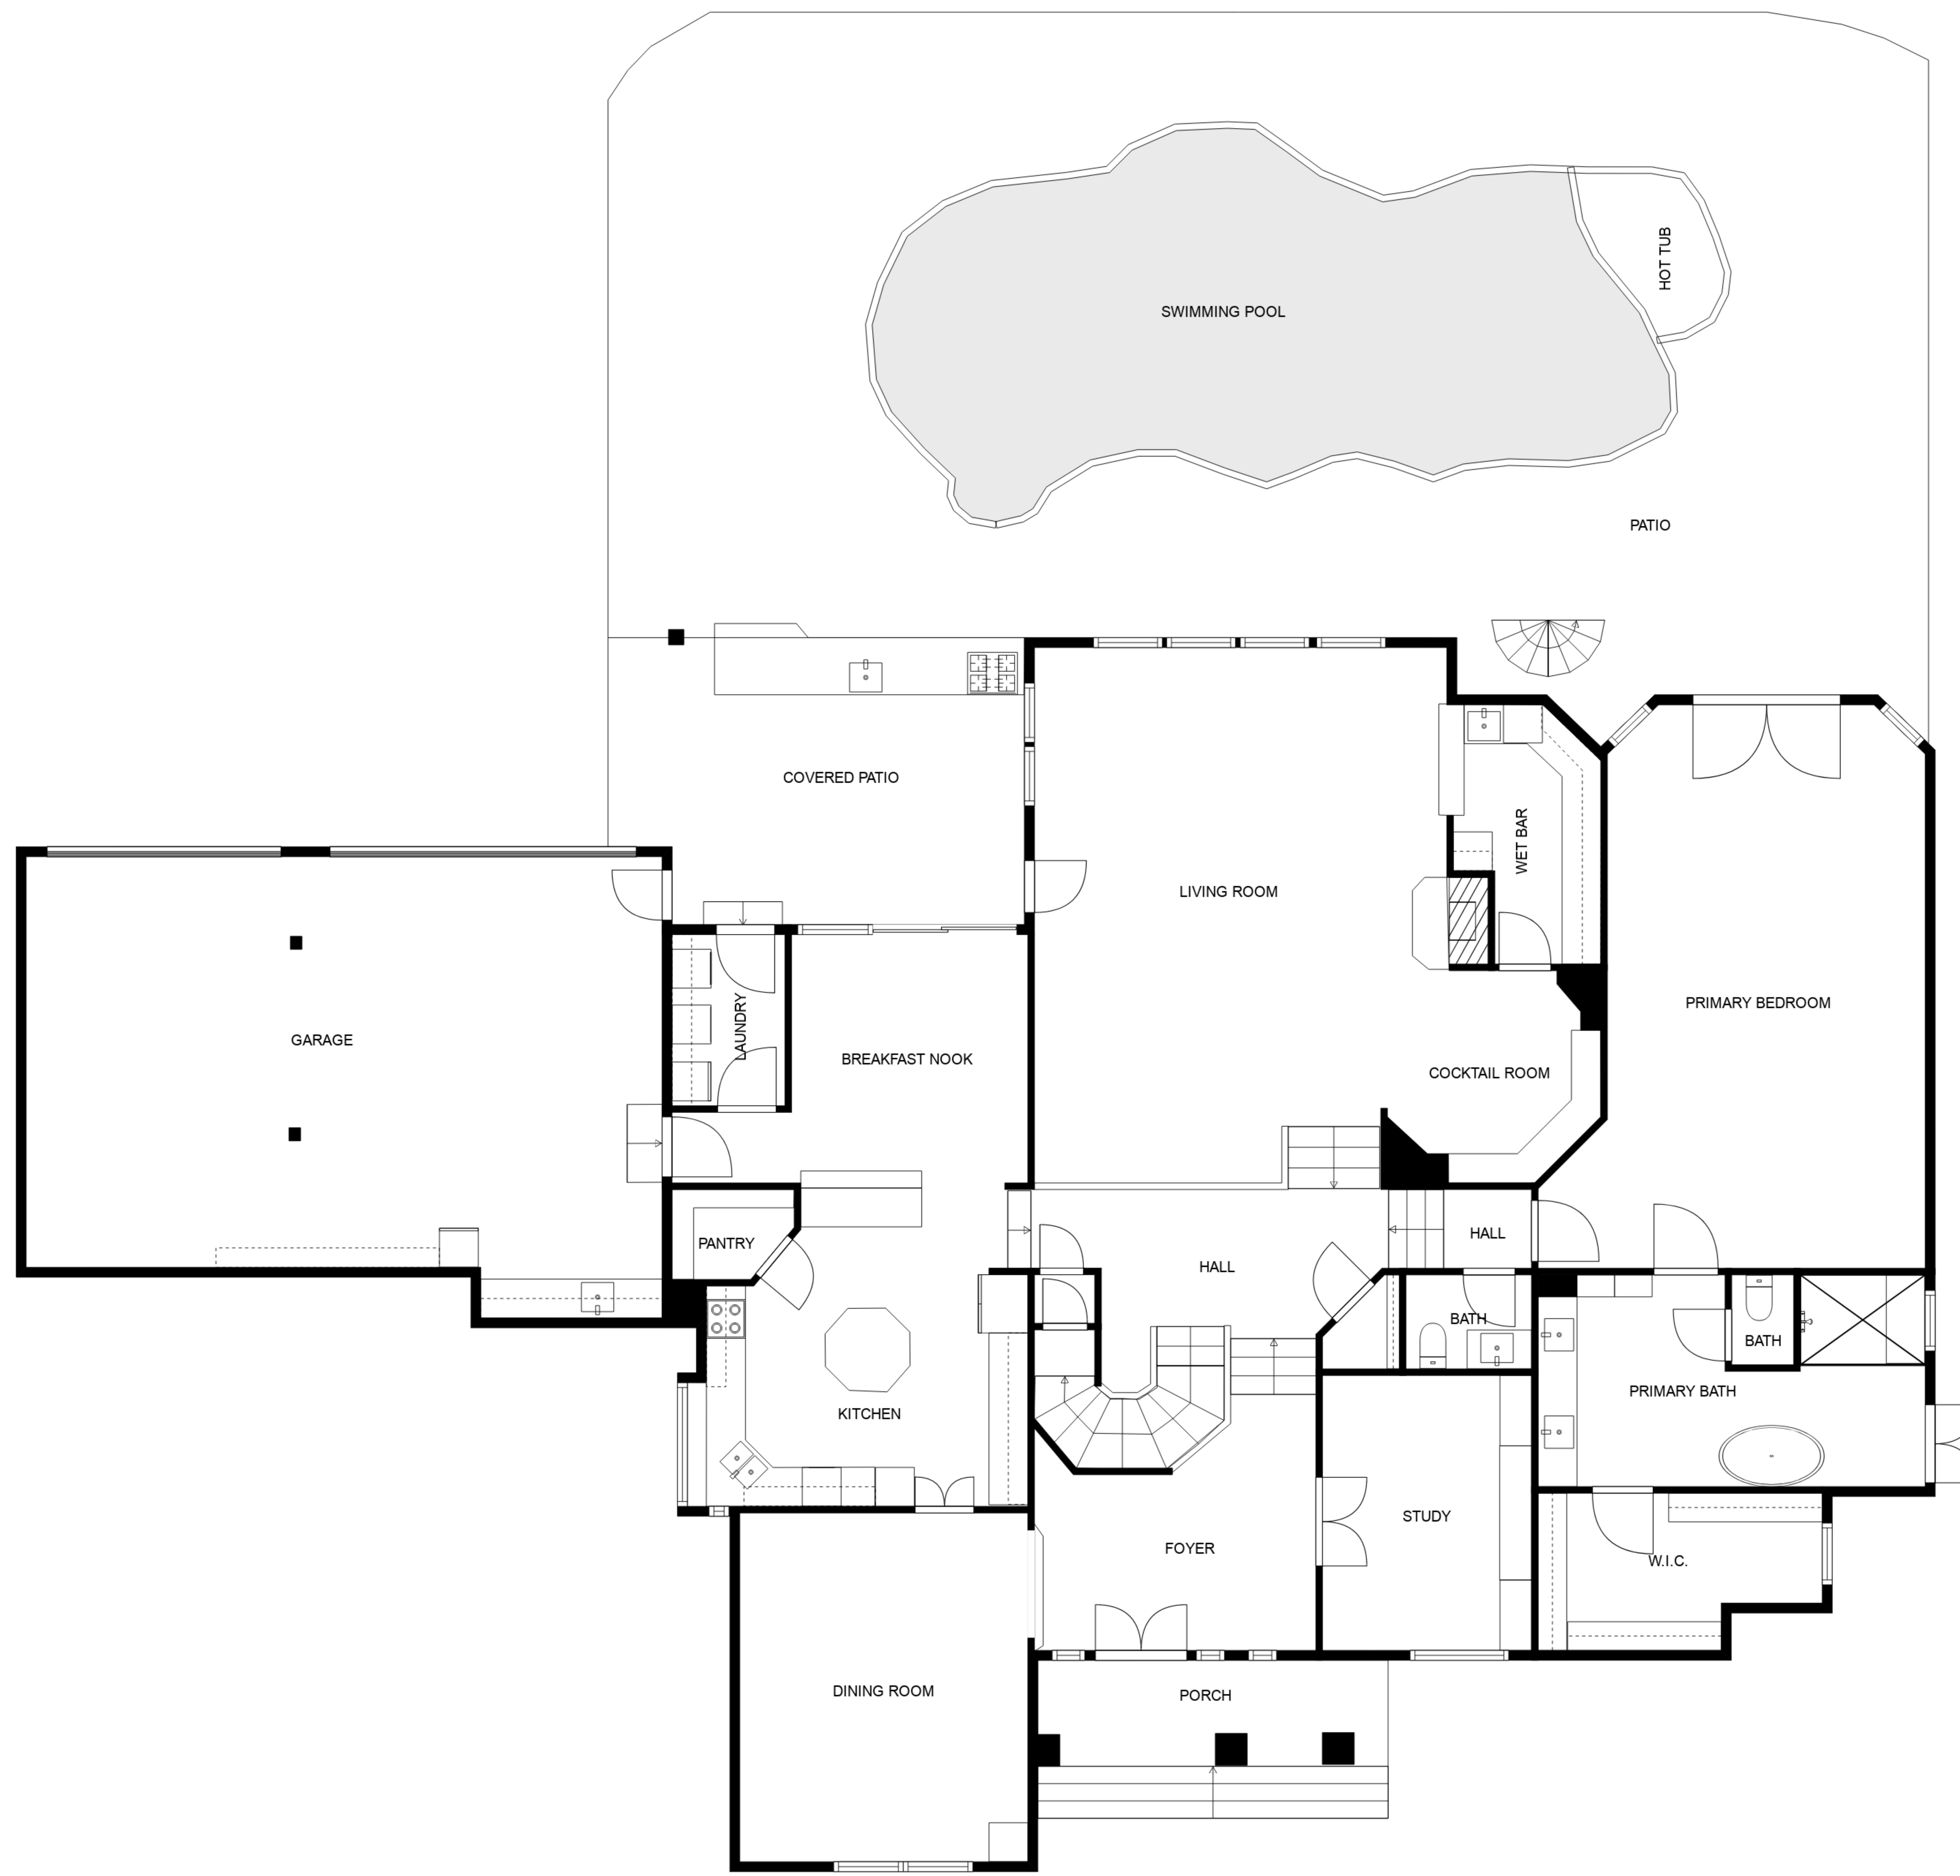 HOT TUB
SWIMMING POOL
PATIO
COVERED PATIO
WET BAR
LIVING ROOM
PRIMARY BEDROOM
LAUNDRY
GARAGE
BREAKFAST NOOK
COCKTAIL ROOM
PANTRY
HALL
HALL
BATH
BATH
PRIMARY BATH
KITCHEN
STUDY
FOYER
W.I.C.
DINING ROOM
PORCH